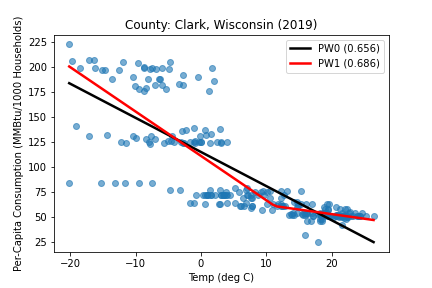 County: Clark, Wisconsin (2019)
PW0 (0.656)
PW1 (0.686)
Per-Capita Consumption (MMBtu/1000 Households)
225
200
175
150
125
100
75
50
25
−20
−10
0
10
20
Temp (deg C)